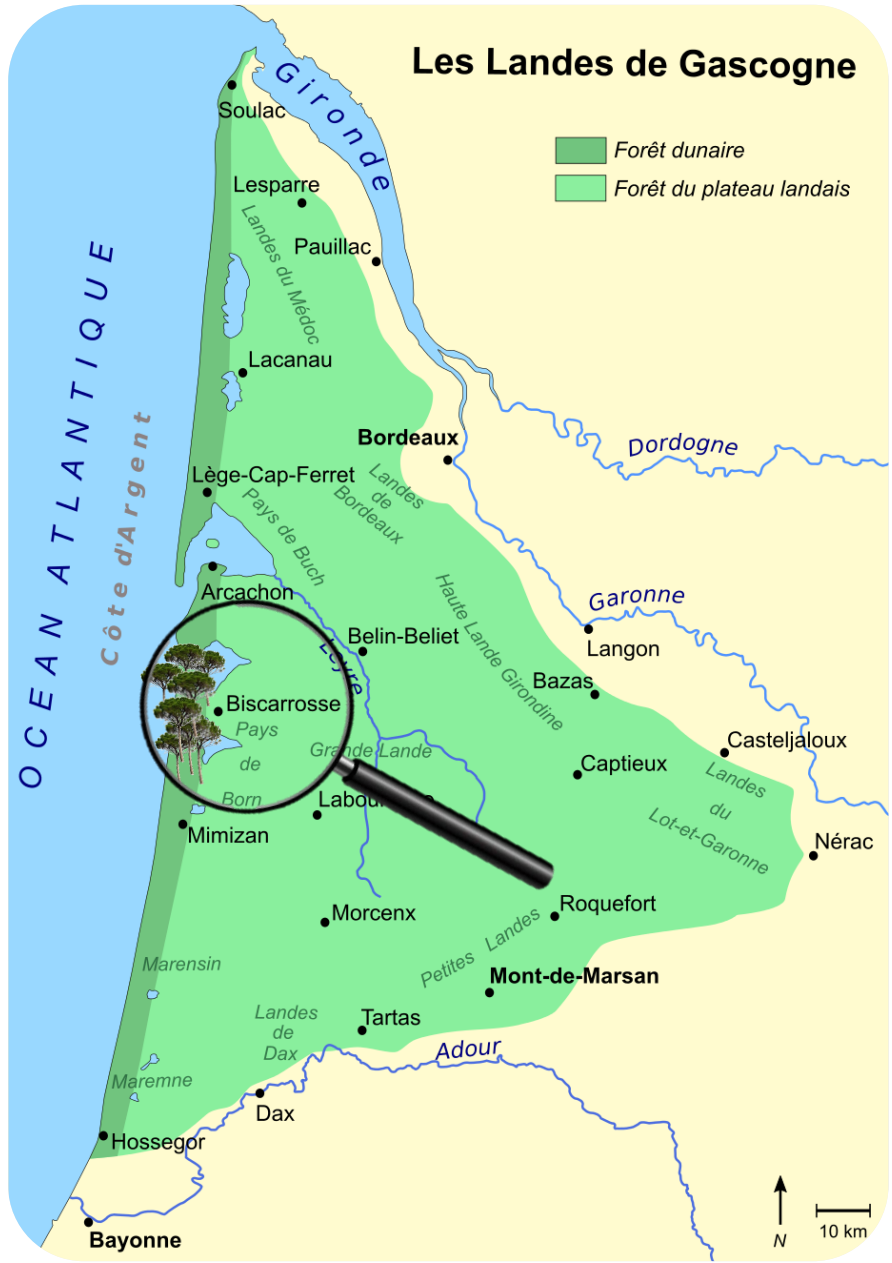 Les Landes de Gascogne
Forêt dunaire
Forêt du plateau landais
Gironde
Soulac
Lesparre
Landes du Médoc
Pauillac
OCEAN ATLANTIQUE
Côte d'Argent
Lacanau
Bordeaux
Dordogne
Lège-Cap-Ferret
Landes
de
Bordeaux
Pays de Buch
Arcachon
Haute Lande Girondine
Garonne
Langon
Belin-Beliet
Leyre
Bazas
Biscarrosse
Pays
de
Born
Grande Lande
Casteljaloux
Captieux
Landes
du
Lot-et-Garonne
Mimizan
Nérac
Morcenx
Roquefort
Petites Landes
Marensin
Mont-de-Marsan
Landes
de
Dax
Tartas
Adour
Maremne
Dax
Hossegor
Bayonne
N
10 km